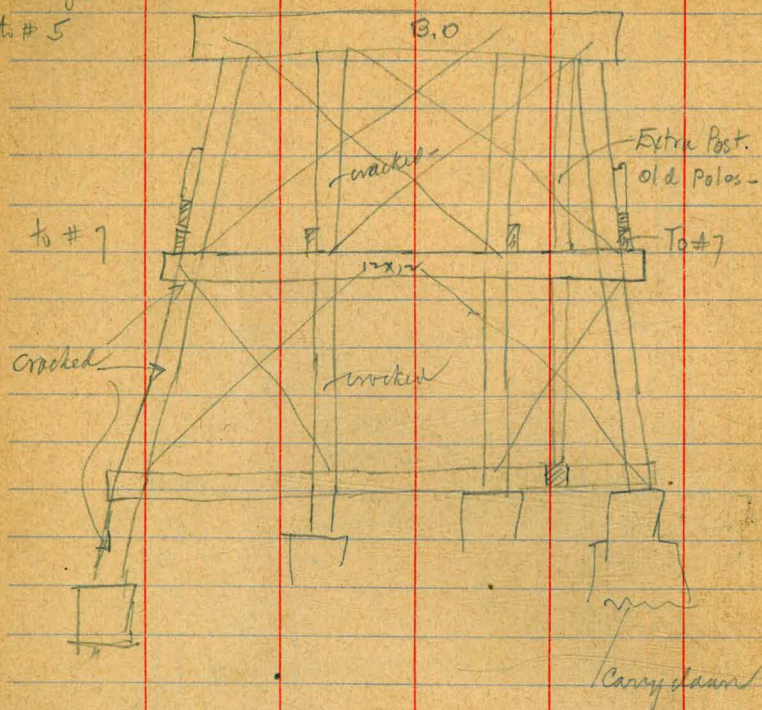 to # 5
B.O
cracked-
Extra Post.
old Poles-
to # 7
To #7
12x12
Cracked
cracked
Carry down